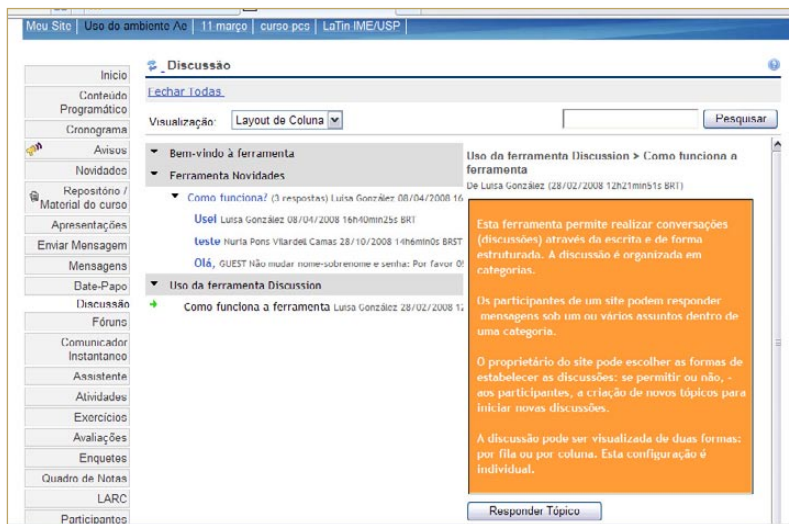 Meu Site | Uso do ambiente Ae | 11 março | curso pcs | LaTin-IME/USP
Inicio
Conteúdo
Programático
Cronograma
Avisos
Novidades
Repositório /
Material do curso
Apresentações
Enviar Mensagem
Mensagens
Bate-Papo
Discussão
Fóruns
Comunicador
Instantaneo
Assistente
Atividades
Exercícios
Avaliações
Enquetes
Quadro de Notas
LARC
Participantes
Discussão
Fechar Todas
Visualização: Layout de Coluna
Pesquisar
Bem-vindo à ferramenta
Ferramenta Novidades
Como funciona? (3 respostas) Luisa González 08/04/2008 16
Usei Luisa González 08/04/2008 16h40min25s BRT
teste Nuria Pons Vilardel Camas 28/10/2008 14h6min0s BRST
Olá, GUEST Não mudar nome-sobrenome e senha: Por favor
Uso da ferramenta Discussion
Como funciona a ferramenta Luisa González 28/02/2008 12
Uso da ferramenta Discussion > Como funciona a
ferramenta
De Luisa González (28/02/2008 12h21min51s BRT)
Esta ferramenta permite realizar conversações
(discussões) através da escrita e de forma
estruturada. A discussão é organizada em
categorias.
Os participantes de um site podem responder
mensagens sob um ou vários assuntos dentro de
uma categoria.
O proprietário do site pode escolher as formas de
estabelecer as discussões: se permitir ou não, -
aos participantes, a criação de novos tópicos para
iniciar novas discussões.
A discussão pode ser visualizada de duas formas:
por fila ou por coluna. Esta configuração é
individual.
Responder Tópico